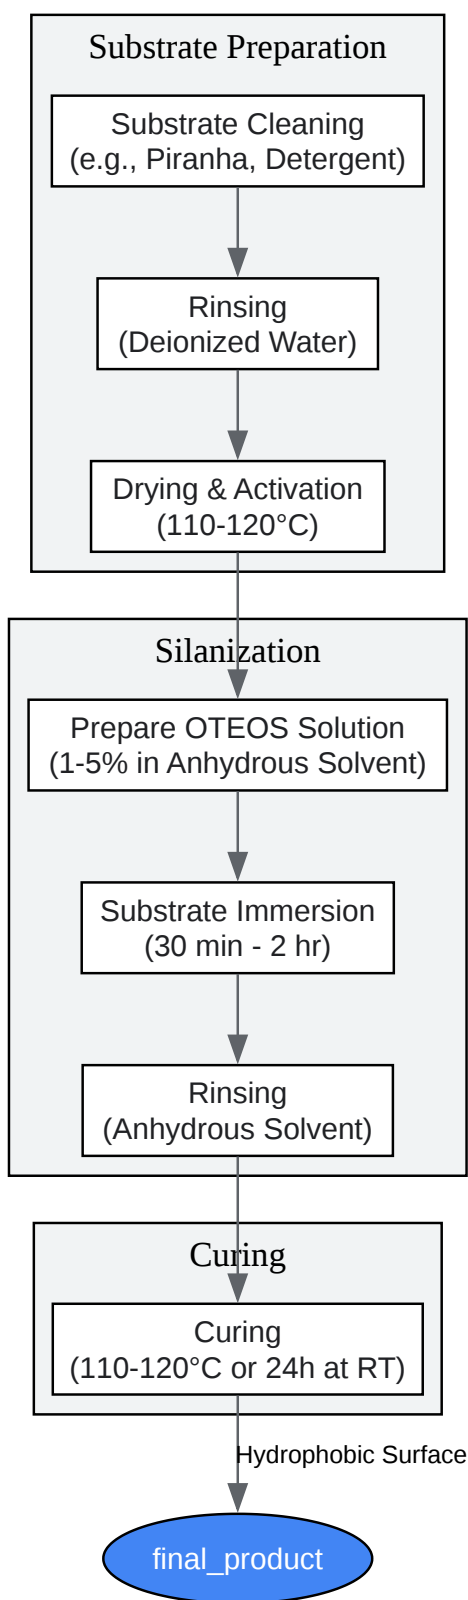 Substrate Preparation
Substrate Cleaning
(e.g., Piranha, Detergent)
Rinsing
(Deionized Water)
Drying & Activation
(110-120°C)
Silanization
Prepare OTEOS Solution
(1-5% in Anhydrous Solvent)
Substrate Immersion
(30 min - 2 hr)
Rinsing
(Anhydrous Solvent)
Curing
Curing
(110-120°C or 24h at RT)
Hydrophobic Surface
final_product